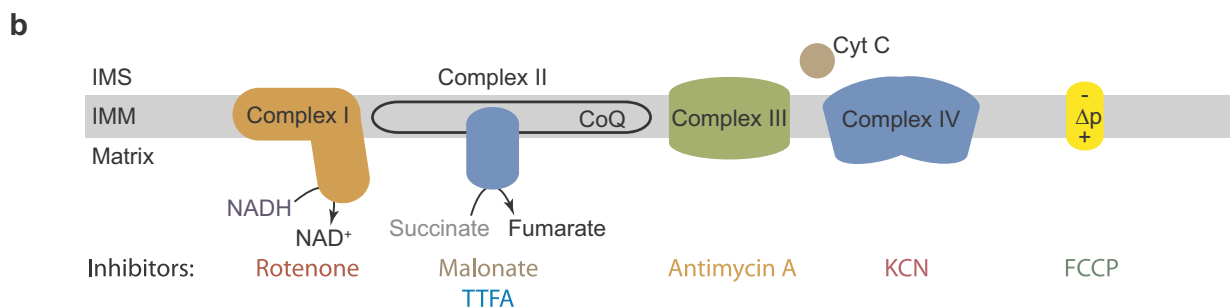 b
Cyt C
IMS
Complex II
IMM
Complex I
CoQ
Complex III
Complex IV
-
Δp
+
Matrix
NADH
NAD⁺
Succinate
Fumarate
Inhibitors:
Rotenone
Malonate
Antimycin A
KCN
FCCP
TTFA